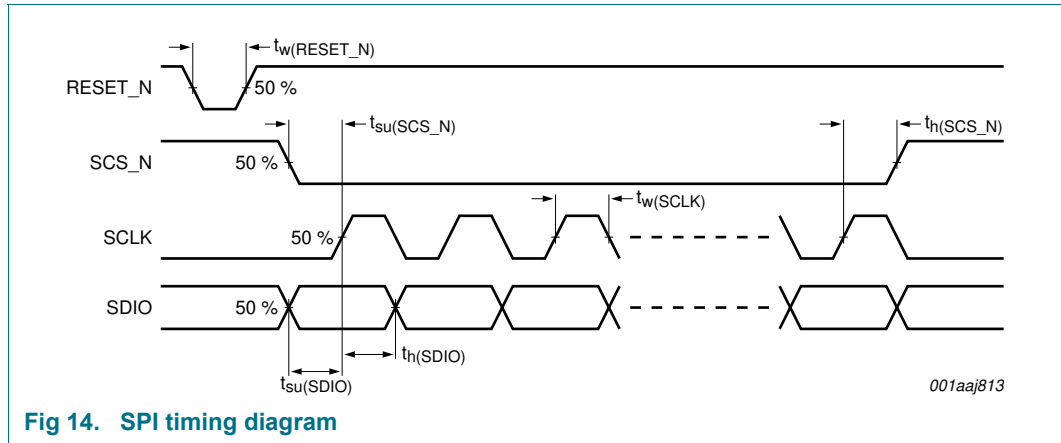 tw(RESET_N)
RESET_N
50 %
tsu(SCS_N)
th(SCS_N)
SCS_N
50 %
tw(SCLK)
SCLK
50 %
SDIO
50 %
th(SDIO)
tsu(SDIO)
001aaj813
Fig 14. SPI timing diagram